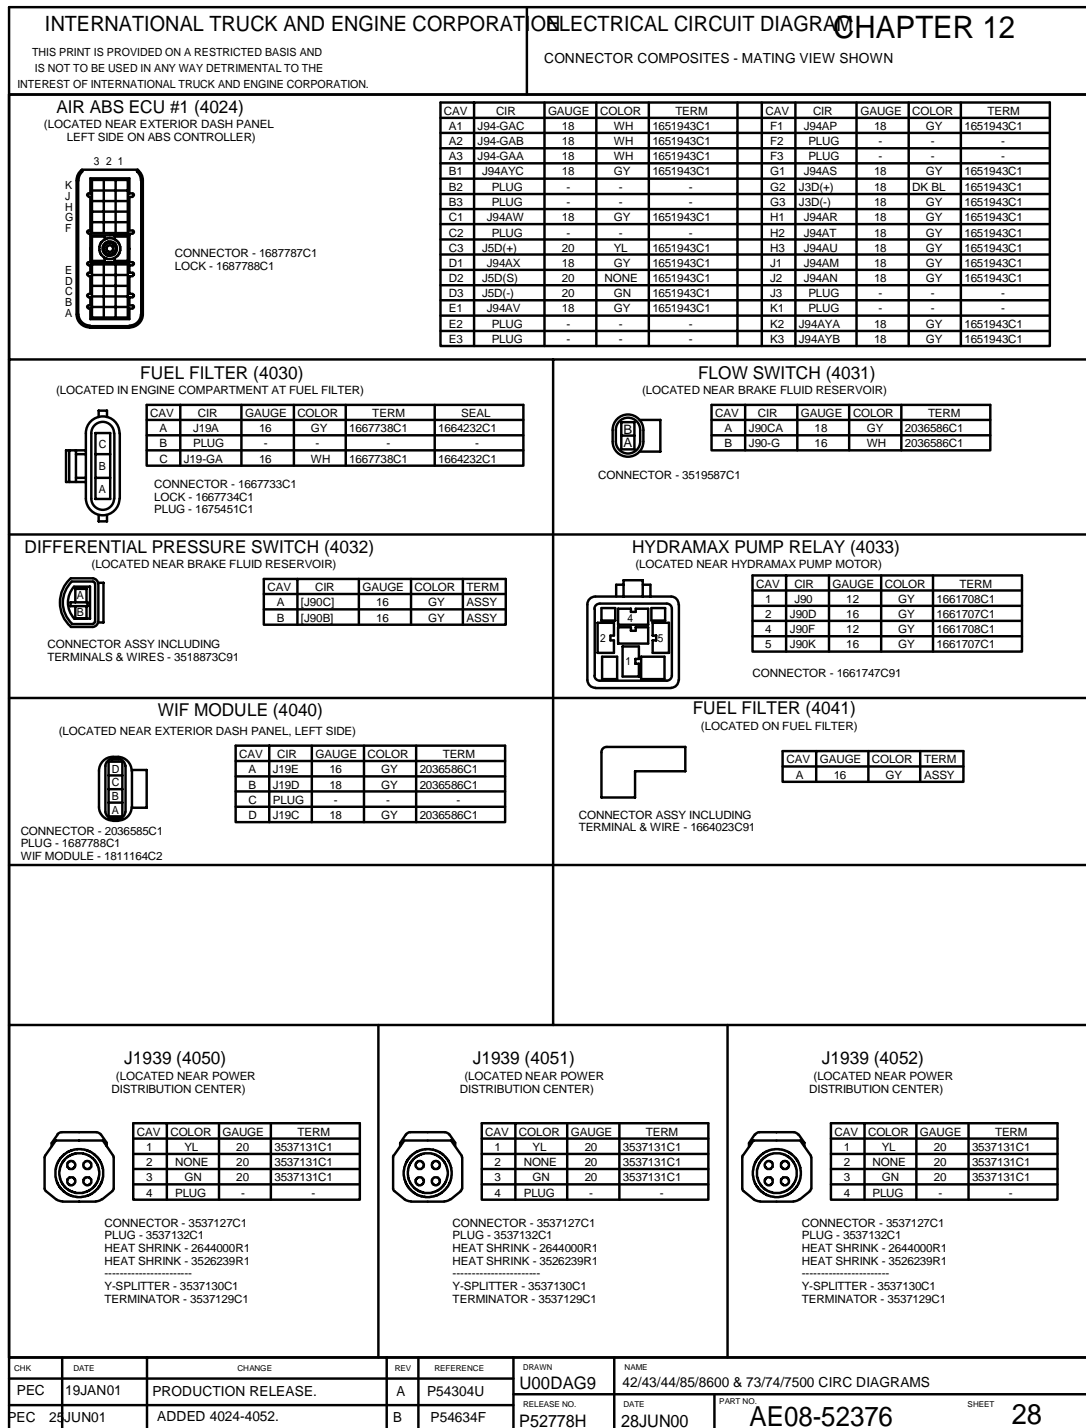 INTERNATIONAL TRUCK AND ENGINE CORPORATION
THIS PRINT IS PROVIDED ON A RESTRICTED BASIS AND
IS NOT TO BE USED IN ANY WAY DETRIMENTAL TO THE
INTEREST OF INTERNATIONAL TRUCK AND ENGINE CORPORATION.
ELECTRICAL CIRCUIT DIAGRAM
CHAPTER 12
CONNECTOR COMPOSITES - MATING VIEW SHOWN
AIR ABS ECU #1 (4024)
(LOCATED NEAR EXTERIOR DASH PANEL
LEFT SIDE ON ABS CONTROLLER)
3 2 1
K
J
H
G
F
E
D
C
B
A
CONNECTOR - 1687787C1
LOCK - 1687788C1
CAV CIR GAUGE COLOR TERM CAV CIR GAUGE COLOR TERM
A1 J94-GAC 18 WH 1651943C1 F1 J94AP 18 GY 1651943C1
A2 J94-GAB 18 WH 1651943C1 F2 PLUG - - -
A3 J94-GAA 18 WH 1651943C1 F3 PLUG - - -
B1 J94AYC 18 GY 1651943C1 G1 J94AS 18 GY 1651943C1
B2 PLUG - - - G2 J3D(+) 18 DK BL 1651943C1
B3 PLUG - - - G3 J3D(-) 18 GY 1651943C1
C1 J94AW 18 GY 1651943C1 H1 J94AR 18 GY 1651943C1
C2 PLUG - - - H2 J94AT 18 GY 1651943C1
C3 J5D(+) 20 YL 1651943C1 H3 J94AU 18 GY 1651943C1
D1 J94AX 18 GY 1651943C1 J1 J94AM 18 GY 1651943C1
D2 J5D(S) 20 NONE 1651943C1 J2 J94AN 18 GY 1651943C1
D3 J5D(-) 20 GN 1651943C1 J3 PLUG - - -
E1 J94AV 18 GY 1651943C1 K1 PLUG - - -
E2 PLUG - - - K2 J94AYA 18 GY 1651943C1
E3 PLUG - - - K3 J94AYB 18 GY 1651943C1
FUEL FILTER (4030)
(LOCATED IN ENGINE COMPARTMENT AT FUEL FILTER)
C
B
A
CAV CIR GAUGE COLOR TERM SEAL
A J19A 16 GY 1667738C1 1664232C1
B PLUG - - - -
C J19-GA 16 WH 1667738C1 1664232C1
CONNECTOR - 1667733C1
LOCK - 1667734C1
PLUG - 1675451C1
FLOW SWITCH (4031)
(LOCATED NEAR BRAKE FLUID RESERVOIR)
B
A
CAV CIR GAUGE COLOR TERM
A J90CA 18 GY 2036586C1
B J90-G 16 WH 2036586C1
CONNECTOR - 3519587C1
DIFFERENTIAL PRESSURE SWITCH (4032)
(LOCATED NEAR BRAKE FLUID RESERVOIR)
A
B
CAV CIR GAUGE COLOR TERM
A [J90C] 16 GY ASSY
B [J90B] 16 GY ASSY
CONNECTOR ASSY INCLUDING
TERMINALS & WIRES - 3518873C91
HYDRAMAX PUMP RELAY (4033)
(LOCATED NEAR HYDRAMAX PUMP MOTOR)
4
2 5
1
CAV CIR GAUGE COLOR TERM
1 J90 12 GY 1661708C1
2 J90D 16 GY 1661707C1
4 J90F 12 GY 1661708C1
5 J90K 16 GY 1661707C1
CONNECTOR - 1661747C91
WIF MODULE (4040)
(LOCATED NEAR EXTERIOR DASH PANEL, LEFT SIDE)
D
C
B
A
CAV CIR GAUGE COLOR TERM
A J19E 16 GY 2036586C1
B J19D 18 GY 2036586C1
C PLUG - - -
D J19C 18 GY 2036586C1
CONNECTOR - 2036585C1
PLUG - 1687788C1
WIF MODULE - 1811164C2
FUEL FILTER (4041)
(LOCATED ON FUEL FILTER)
CAV GAUGE COLOR TERM
A 16 GY ASSY
CONNECTOR ASSY INCLUDING
TERMINAL & WIRE - 1664023C91
J1939 (4050)
(LOCATED NEAR POWER
DISTRIBUTION CENTER)
CAV COLOR GAUGE TERM
1 YL 20 3537131C1
2 NONE 20 3537131C1
3 GN 20 3537131C1
4 PLUG - -
CONNECTOR - 3537127C1
PLUG - 3537132C1
HEAT SHRINK - 2644000R1
HEAT SHRINK - 3526239R1
-----------------------
Y-SPLITTER - 3537130C1
TERMINATOR - 3537129C1
J1939 (4051)
(LOCATED NEAR POWER
DISTRIBUTION CENTER)
CAV COLOR GAUGE TERM
1 YL 20 3537131C1
2 NONE 20 3537131C1
3 GN 20 3537131C1
4 PLUG - -
CONNECTOR - 3537127C1
PLUG - 3537132C1
HEAT SHRINK - 2644000R1
HEAT SHRINK - 3526239R1
-----------------------
Y-SPLITTER - 3537130C1
TERMINATOR - 3537129C1
J1939 (4052)
(LOCATED NEAR POWER
DISTRIBUTION CENTER)
CAV COLOR GAUGE TERM
1 YL 20 3537131C1
2 NONE 20 3537131C1
3 GN 20 3537131C1
4 PLUG - -
CONNECTOR - 3537127C1
PLUG - 3537132C1
HEAT SHRINK - 2644000R1
HEAT SHRINK - 3526239R1
-----------------------
Y-SPLITTER - 3537130C1
TERMINATOR - 3537129C1
CHK DATE CHANGE REV REFERENCE
PEC 19JAN01 PRODUCTION RELEASE. A P54304U
PEC 25JUN01 ADDED 4024-4052. B P54634F
DRAWN
U00DAG9
NAME
42/43/44/85/8600 & 73/74/7500 CIRC DIAGRAMS
RELEASE NO.
P52778H
DATE
28JUN00
PART NO.
AE08-52376
SHEET 28